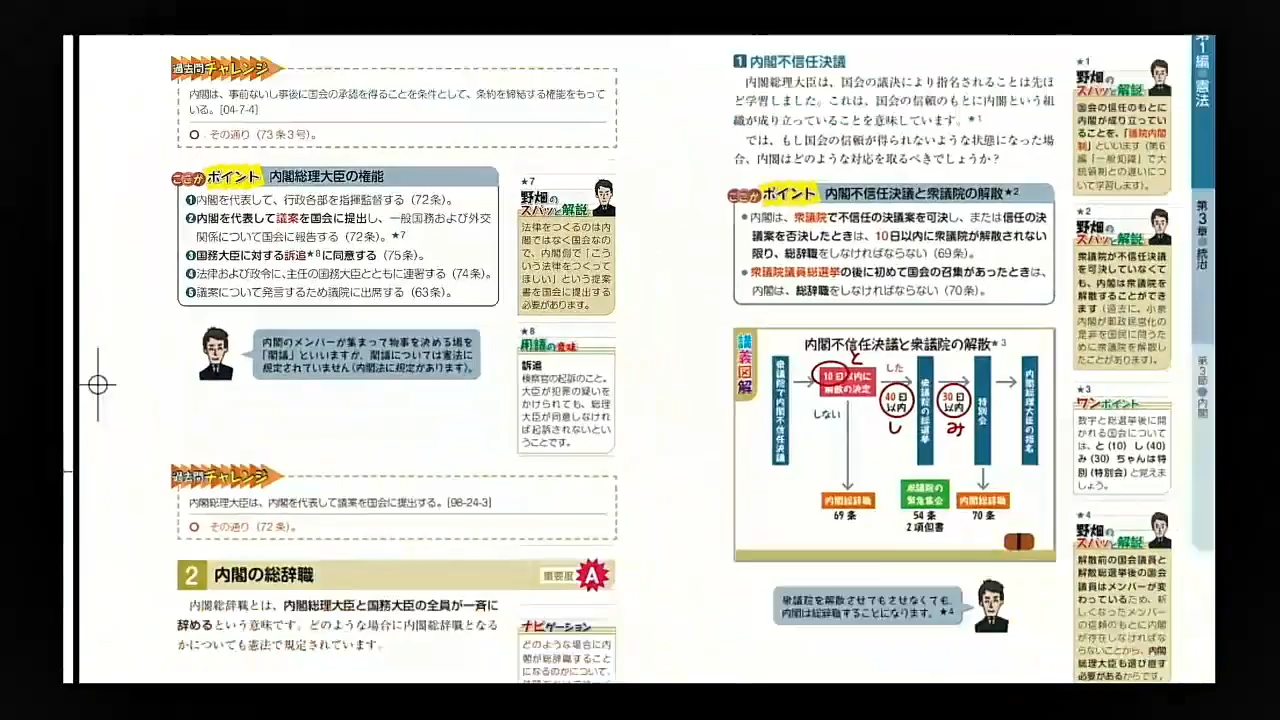 過去問チャレンジ
内閣は、事前ないし事後に国会の承認を得ることを条件として、条約を締結する権能をもって
いる。[04-7-4]
○ その通り（73条3号）。
ここがポイント 内閣総理大臣の権能
❶内閣を代表して、行政各部を指揮監督する（72条）。
❷内閣を代表して議案を国会に提出し、一般国務および外交
関係について国会に報告する（72条）。★7
❸国務大臣に対する訴追★8に同意する（75条）。
❹法律および政令に、主任の国務大臣とともに連署する（74条）。
❺議案について発言するため議院に出席する（63条）。
内閣のメンバーが集まって物事を決める場を
「閣議」といいますが、閣議については憲法に
規定されていません（内閣法に規定があります）。
★7
野畑の
ズバッと解説
法律をつくるのは内
閣ではなく国会なの
で、内閣側で「こう
いう法律をつくって
ほしい」という提案
書を国会に提出する
必要があります。
★8
用語の意味
訴追
検察官の起訴のこと。
大臣が犯罪の疑いを
かけられても、総理
大臣が同意しなけれ
ば起訴されないとい
うことです。
過去問チャレンジ
内閣総理大臣は、内閣を代表して議案を国会に提出する。[98-24-3]
○ その通り（72条）。
2 内閣の総辞職
重要度 A
内閣総辞職とは、内閣総理大臣と国務大臣の全員が一斉に
辞めるという意味です。どのような場合に内閣総辞職となる
かについても憲法で規定されています。
ナビゲーション
どのような場合に内
閣が総辞職すること
になるのかについて、
1 内閣不信任決議
内閣総理大臣は、国会の議決により指名されることは先ほ
ど学習しました。これは、国会の信頼のもとに内閣という組
織が成り立っていることを意味しています。★1
では、もし国会の信頼が得られないような状態になった場
合、内閣はどのような対応を取るべきでしょうか？
ここがポイント 内閣不信任決議と衆議院の解散★2
●内閣は、衆議院で不信任の決議案を可決し、または信任の決
議案を否決したときは、10日以内に衆議院が解散されない
限り、総辞職をしなければならない（69条）。
●衆議院議員総選挙の後に初めて国会の召集があったときは、
内閣は、総辞職をしなければならない（70条）。
講義図解
内閣不信任決議と衆議院の解散★3
衆議院で内閣不信任決議
と
10日以内に
解散の決定
した
しない
40日
以内
し
衆議院の総選挙
30日
以内
み
特別会
内閣総理大臣の指名
内閣総辞職
69条
参議院の
緊急集会
54条
2項但書
内閣総辞職
70条
衆議院を解散させてもさせなくても、
内閣は総辞職することになります。★4
★1
野畑の
ズバッと解説
国会の信任のもとに
内閣が成り立ってい
ることを、「議院内閣
制」といいます（第6
編「一般知識」で大
統領制との違いにつ
いて学習します）。
★2
野畑の
ズバッと解説
衆議院が不信任決議
を可決していなくて
も、内閣は衆議院を
解散することができ
ます（過去に、小泉
内閣が郵政民営化の
是非を国民に問うた
めに衆議院を解散し
たことがあります）。
★3
ワンポイント
数字と総選挙後に開
かれる国会について
は、と(10) し(40)
み(30) ちゃんは特
別(特別会)と覚えま
しょう。
★4
野畑の
ズバッと解説
解散前の国会議員と
解散総選挙後の国会
議員はメンバーが変
わっているため、新
しくなったメンバー
の信頼のもとに内閣
が存在しなければな
らないことから、内閣
総理大臣も選び直す
必要があるからです。
第1編●憲法
第3章●統治
第3節●内閣